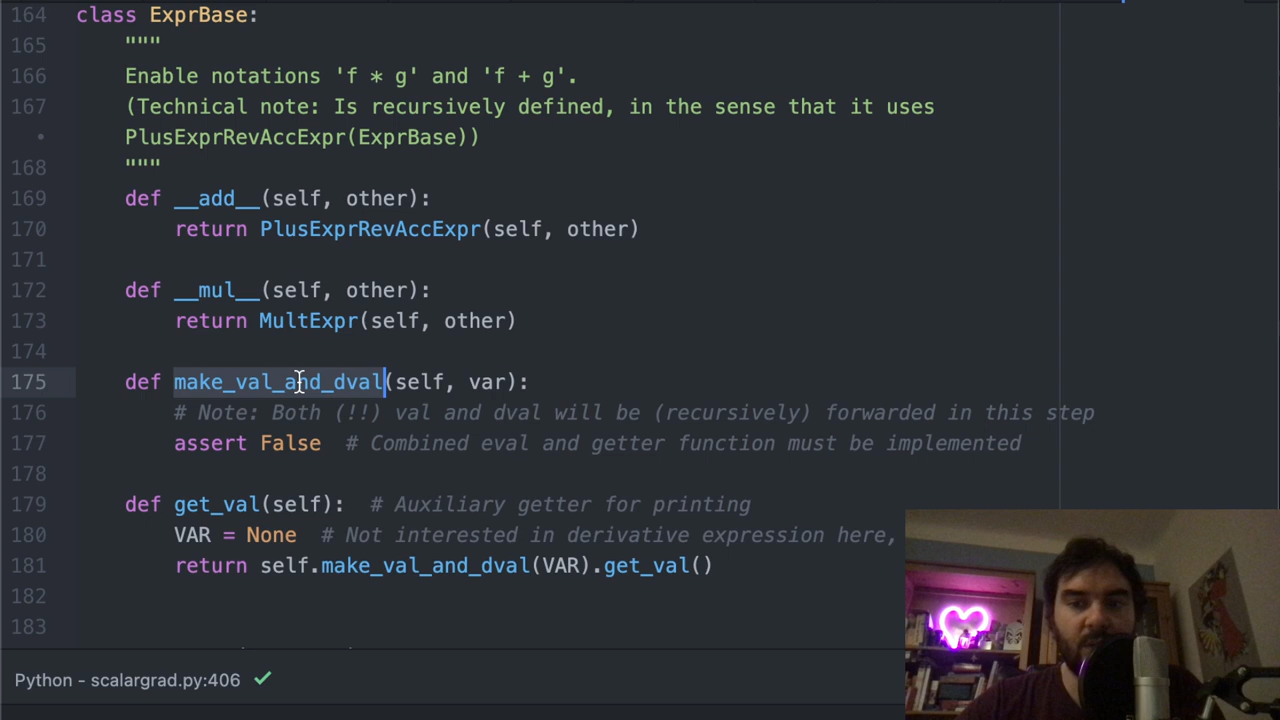 164 class ExprBase:
165 """
166 Enable notations 'f * g' and 'f + g'.
167 (Technical note: Is recursively defined, in the sense that it uses
• PlusExprRevAccExpr(ExprBase))
168 """
169 def __add__(self, other):
170 return PlusExprRevAccExpr(self, other)
171
172 def __mul__(self, other):
173 return MultExpr(self, other)
174
175 def make_val_and_dval(self, var):
176 # Note: Both (!!) val and dval will be (recursively) forwarded in this step
177 assert False # Combined eval and getter function must be implemented
178
179 def get_val(self): # Auxiliary getter for printing
180 VAR = None # Not interested in derivative expression here,
181 return self.make_val_and_dval(VAR).get_val()
182
183
Python - scalargrad.py:406